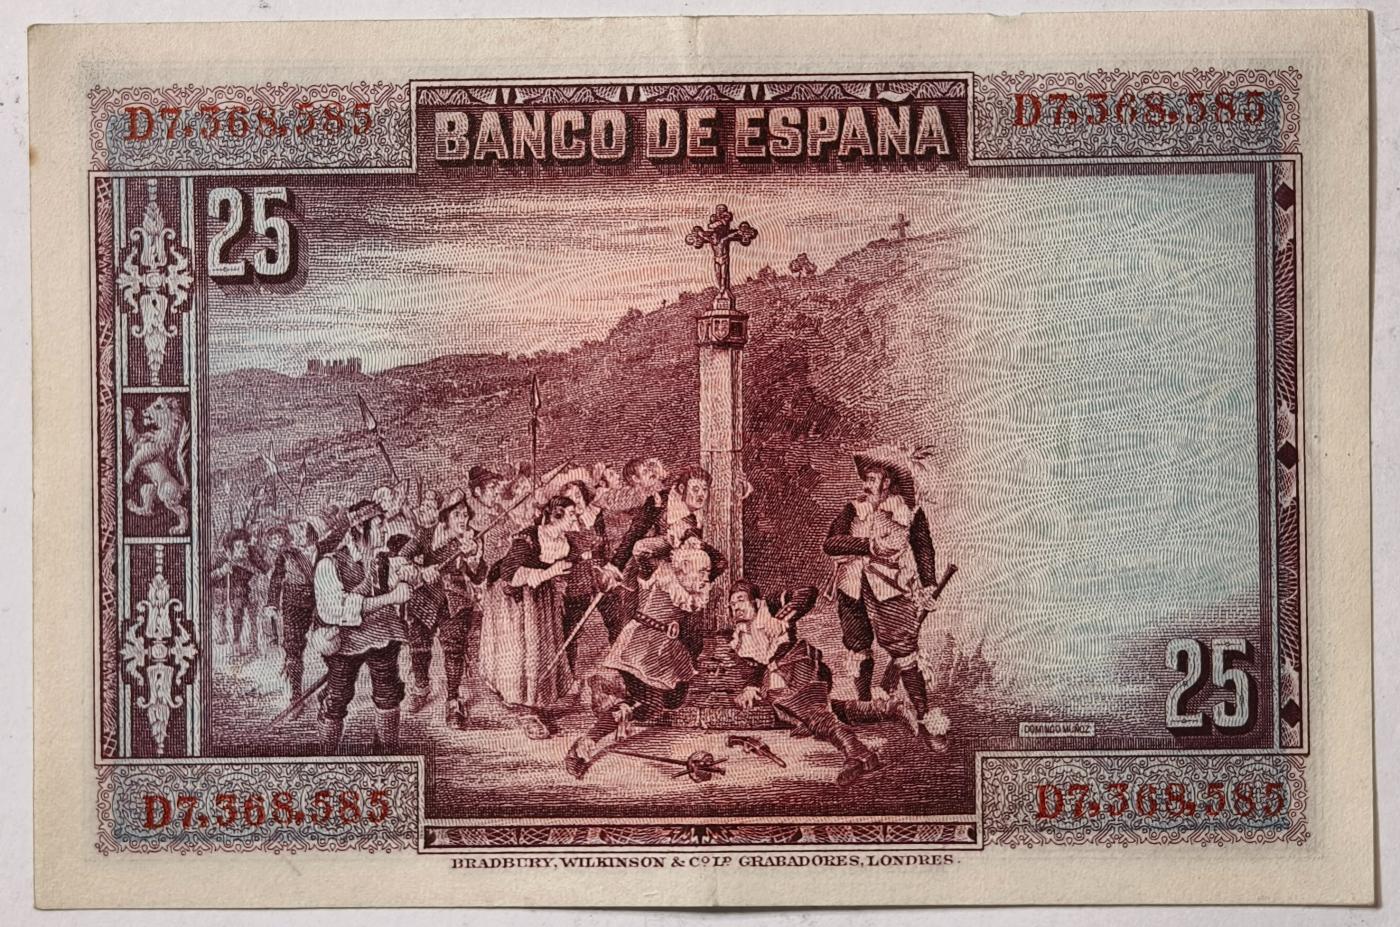 D7,368,585
BANCO DE ESPAÑA
D7,368,585
25
25
DOMINGO MUÑOZ
D7,368,585
D7,368,585
BRADBURY, WILKINSON & Cº Lᴰ GRABADORES, LONDRES.